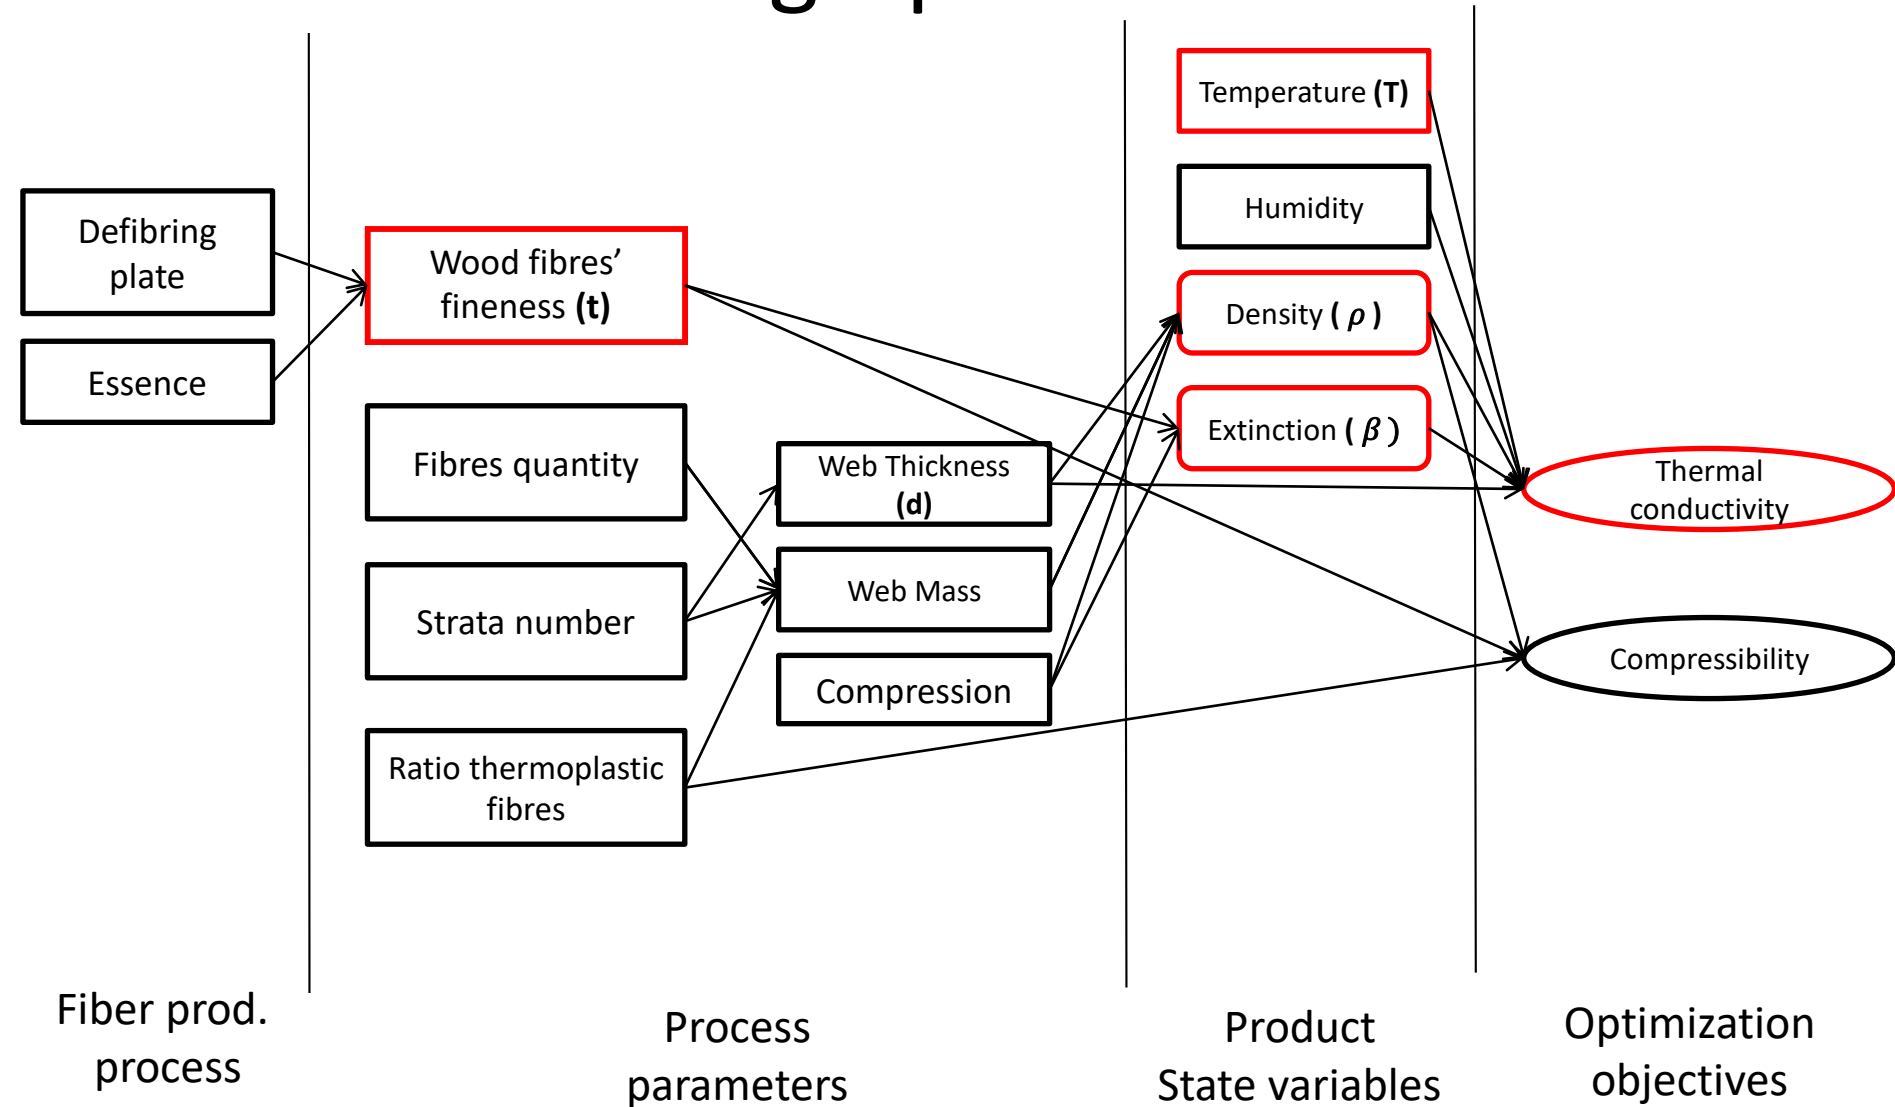 Temperature (T)
Humidity
Density ( ρ )
Extinction ( β )
Defibring
plate
Essence
Wood fibres’
fineness (t)
Fibres quantity
Strata number
Ratio thermoplastic
fibres
Web Thickness
(d)
Web Mass
Compression
Thermal
conductivity
Compressibility
Fiber prod.
process
Process
parameters
Product
State variables
Optimization
objectives